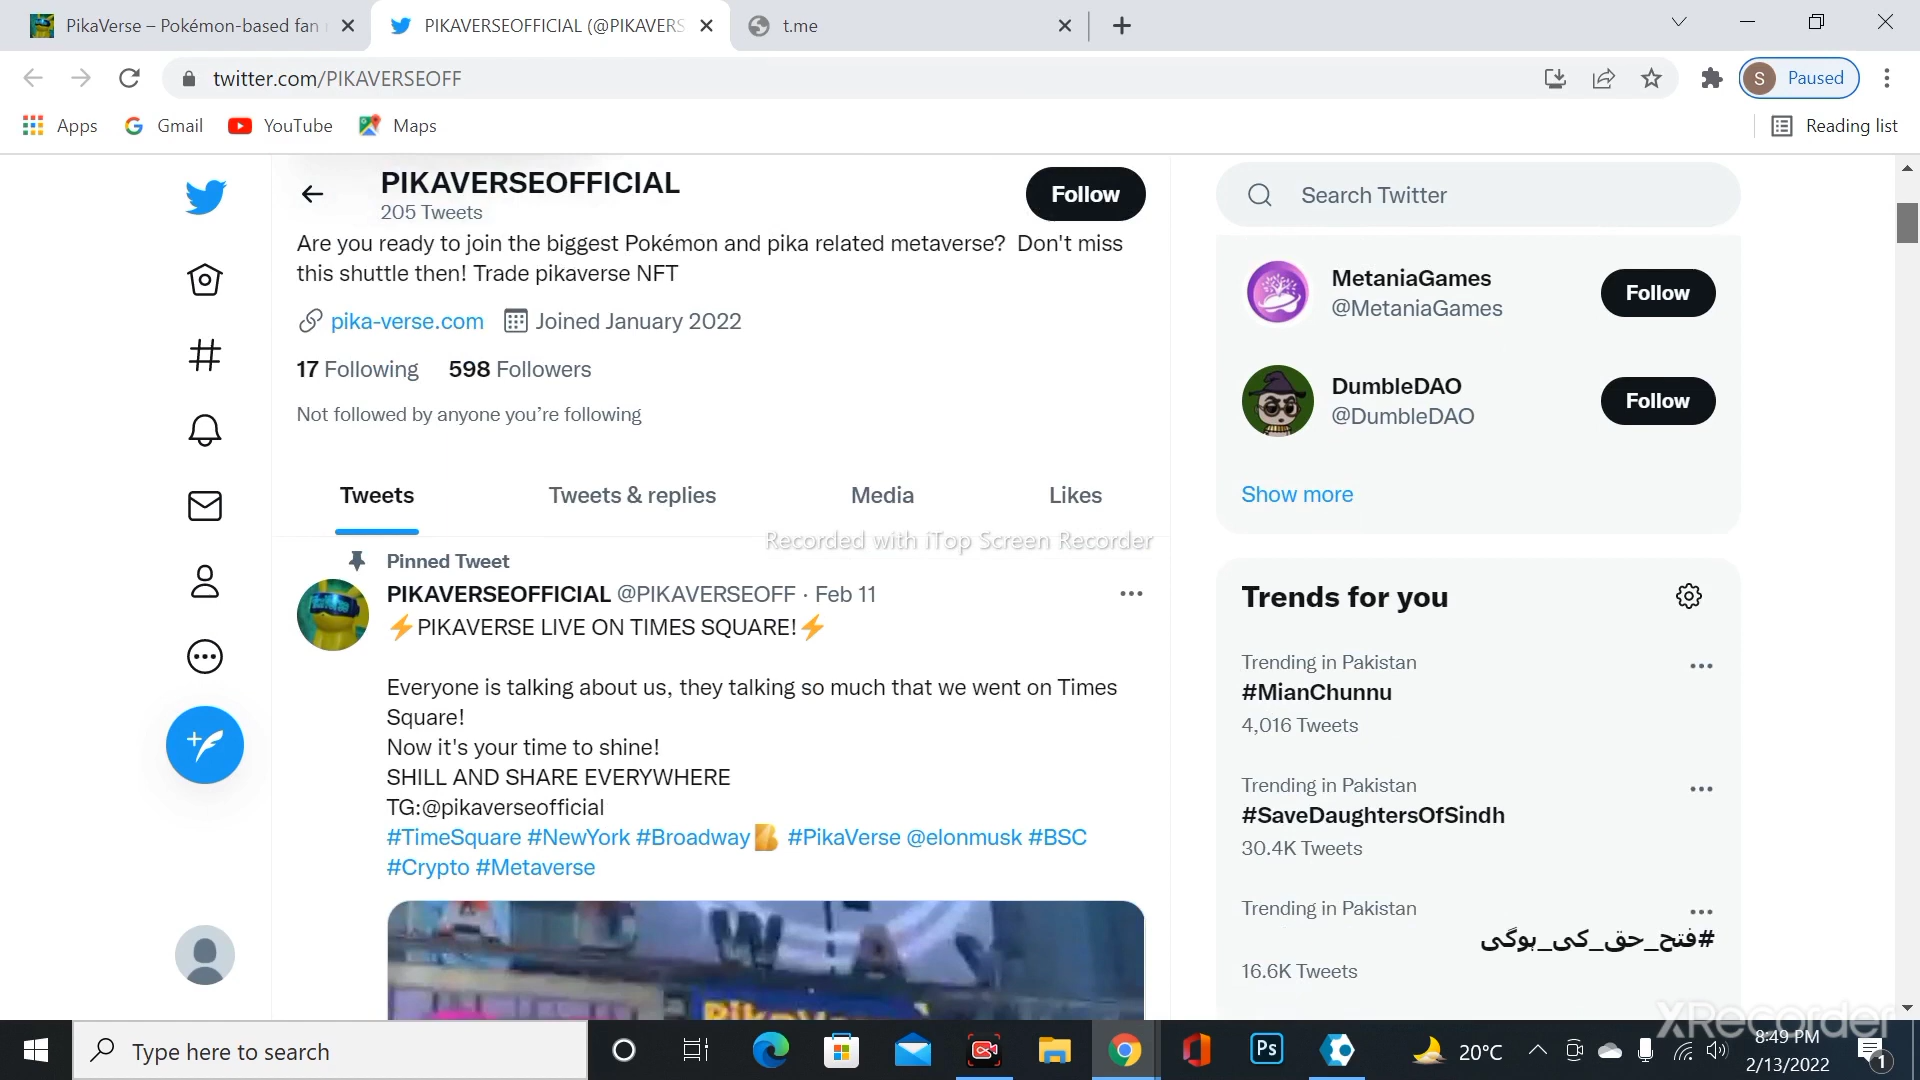 PikaVerse – Pokémon-based fan
PIKAVERSEOFFICIAL (@PIKAVERS
t.me
twitter.com/PIKAVERSEOFF
S
Paused
Apps
Gmail
YouTube
Maps
Reading list
PIKAVERSEOFFICIAL
205 Tweets
Follow
Are you ready to join the biggest Pokémon and pika related metaverse? Don't miss
this shuttle then! Trade pikaverse NFT
pika-verse.com
Joined January 2022
17 Following
598 Followers
Not followed by anyone you’re following
Tweets
Tweets & replies
Media
Likes
Recorded with iTop Screen Recorder
Pinned Tweet
PIKAVERSEOFFICIAL @PIKAVERSEOFF · Feb 11
⚡PIKAVERSE LIVE ON TIMES SQUARE!⚡
Everyone is talking about us, they talking so much that we went on Times
Square!
Now it's your time to shine!
SHILL AND SHARE EVERYWHERE
TG:@pikaverseofficial
#TimeSquare #NewYork #Broadway #PikaVerse @elonmusk #BSC
#Crypto #Metaverse
Search Twitter
MetaniaGames
@MetaniaGames
Follow
DumbleDAO
@DumbleDAO
Follow
Show more
Trends for you
Trending in Pakistan
#MianChunnu
4,016 Tweets
Trending in Pakistan
#SaveDaughtersOfSindh
30.4K Tweets
Trending in Pakistan
#فتح_حق_کی_ہوگی
16.6K Tweets
XRecorder
Type here to search
Ps
20°C
8:49 PM
2/13/2022
1